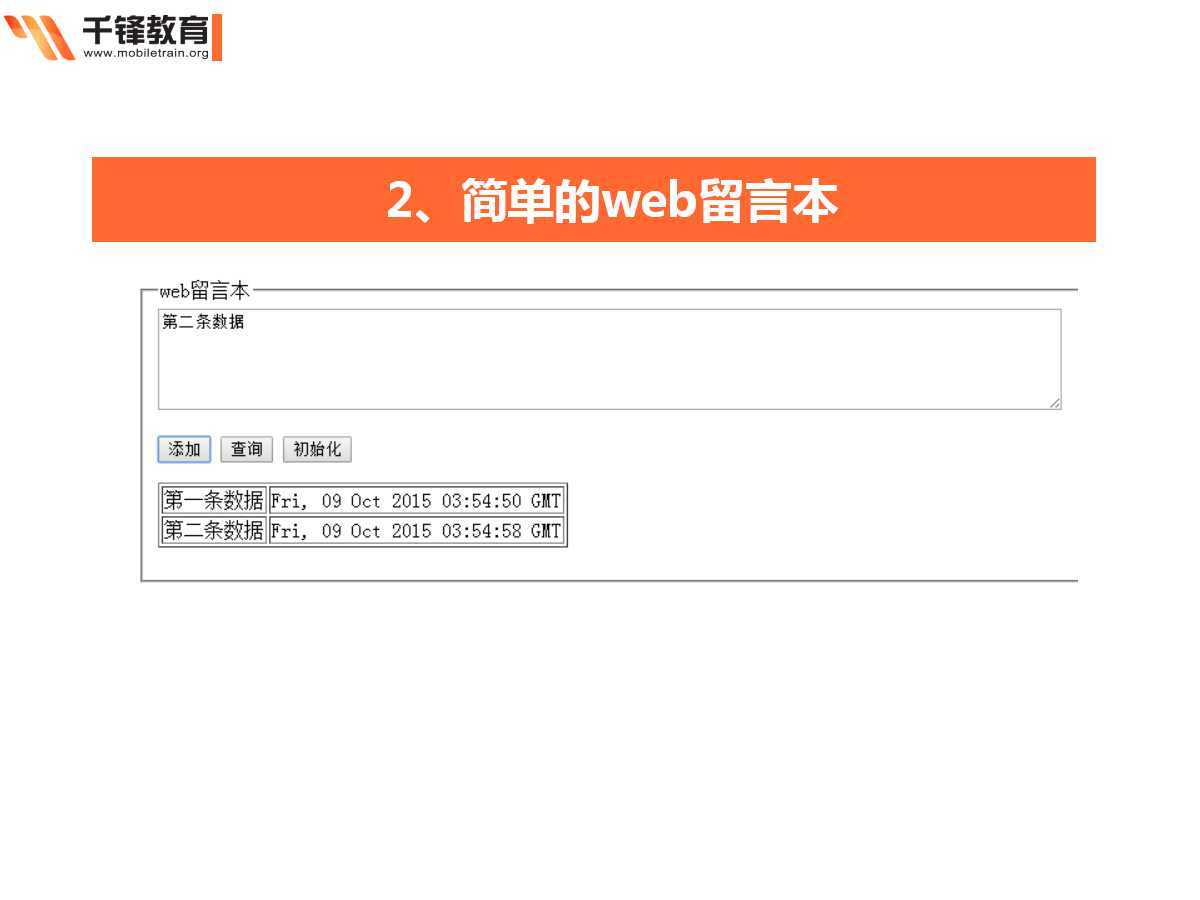 千锋教育
www.mobiletrain.org
2、简单的web留言本
web留言本
第二条数据
添加 查询 初始化
第一条数据 Fri, 09 Oct 2015 03:54:50 GMT
第二条数据 Fri, 09 Oct 2015 03:54:58 GMT